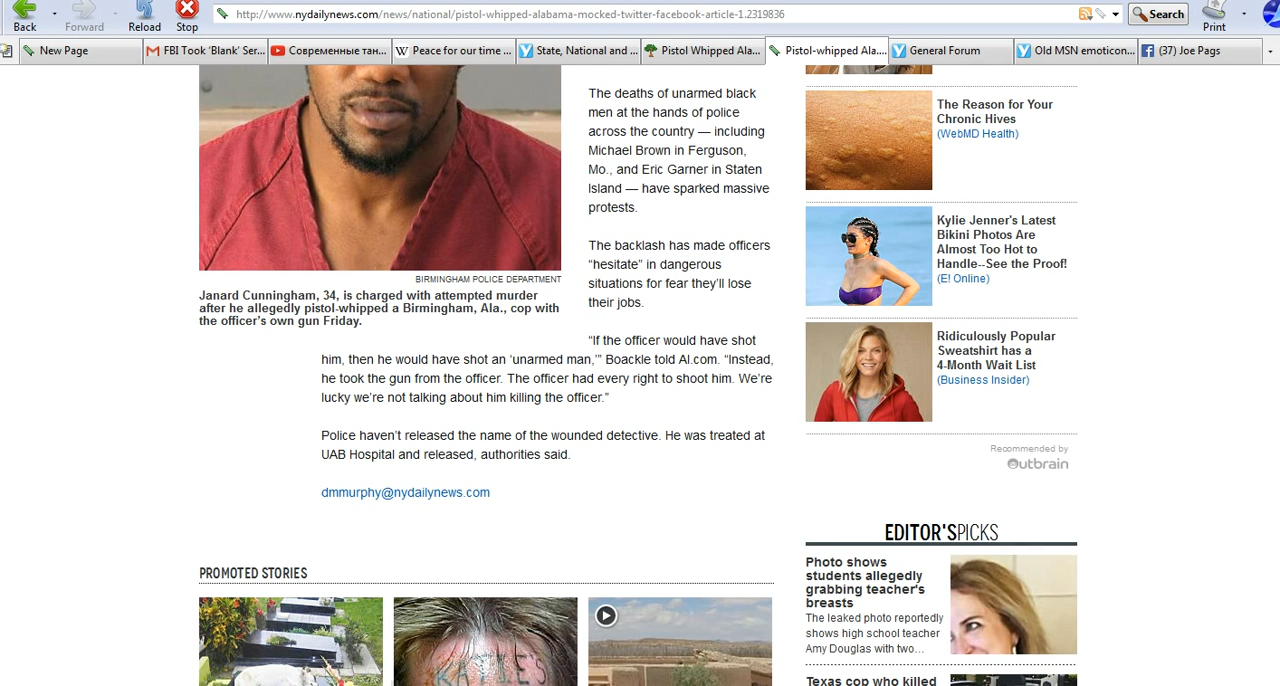 http://www.nydailynews.com/news/national/pistol-whipped-alabama-mocked-twitter-facebook-article-1.2319836
Search
Back
Forward
Reload
Stop
Print
New Page
FBI Took 'Blank' Ser...
Современные тан...
Peace for our time ...
State, National and ...
Pistol Whipped Ala...
Pistol-whipped Ala....
General Forum
Old MSN emoticon...
(37) Joe Pags
The deaths of unarmed black
men at the hands of police
across the country — including
Michael Brown in Ferguson,
Mo., and Eric Garner in Staten
Island — have sparked massive
protests.
The backlash has made officers
“hesitate” in dangerous
situations for fear they’ll lose
their jobs.
BIRMINGHAM POLICE DEPARTMENT
Janard Cunningham, 34, is charged with attempted murder
after he allegedly pistol-whipped a Birmingham, Ala., cop with
the officer's own gun Friday.
“If the officer would have shot
him, then he would have shot an ‘unarmed man,’” Boackle told Al.com. “Instead,
he took the gun from the officer. The officer had every right to shoot him. We’re
lucky we’re not talking about him killing the officer.”
Police haven’t released the name of the wounded detective. He was treated at
UAB Hospital and released, authorities said.
dmmurphy@nydailynews.com
PROMOTED STORIES
KATIE'S
The Reason for Your
Chronic Hives
(WebMD Health)
Kylie Jenner's Latest
Bikini Photos Are
Almost Too Hot to
Handle--See the Proof!
(E! Online)
Ridiculously Popular
Sweatshirt has a
4-Month Wait List
(Business Insider)
Recommended by
Outbrain
EDITOR'SPICKS
Photo shows
students allegedly
grabbing teacher's
breasts
The leaked photo reportedly
shows high school teacher
Amy Douglas with two…
Texas cop who killed